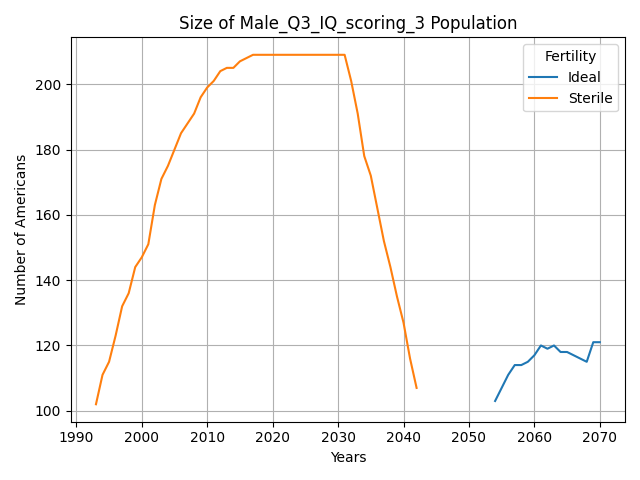 Size of Male_Q3_IQ_scoring_3 Population
Fertility
Ideal
Sterile
Number of Americans
200
180
160
140
120
100
1990 2000 2010 2020 2030 2040 2050 2060 2070
Years